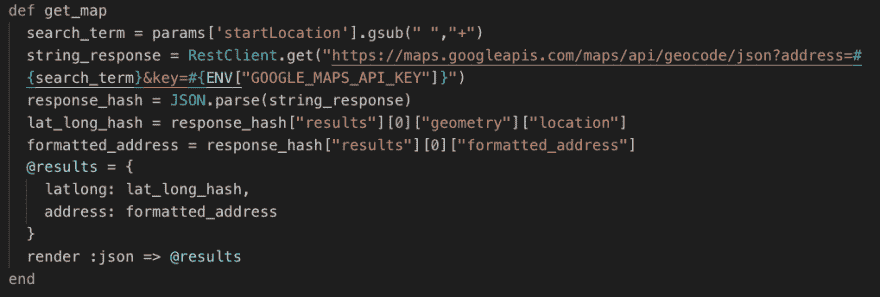 def get_map
  search_term = params['startLocation'].gsub(" ","+")
  string_response = RestClient.get("https://maps.googleapis.com/maps/api/geocode/json?address=#
  {search_term}&key=#{ENV["GOOGLE_MAPS_API_KEY"]}")
  response_hash = JSON.parse(string_response)
  lat_long_hash = response_hash["results"][0]["geometry"]["location"]
  formatted_address = response_hash["results"][0]["formatted_address"]
  @results = {
    latlong: lat_long_hash,
    address: formatted_address
  }
  render :json => @results
end